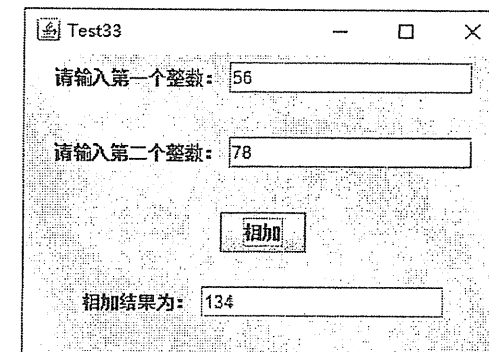 Test33
请输入第一个整数： 56
请输入第二个整数： 78
相加
相加结果为： 134